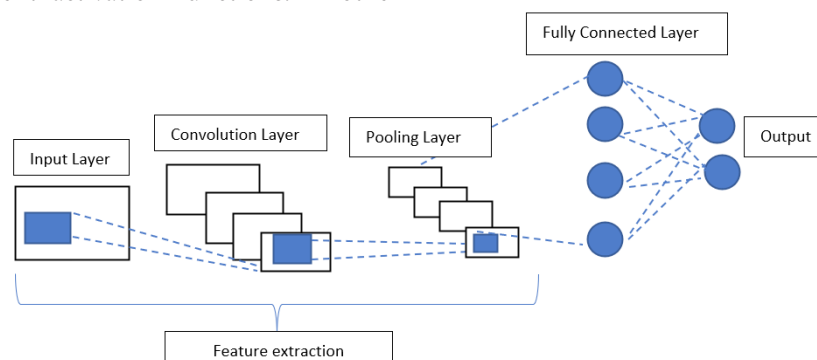 Fully Connected Layer
Convolution Layer
Pooling Layer
Output
Input Layer
Feature extraction